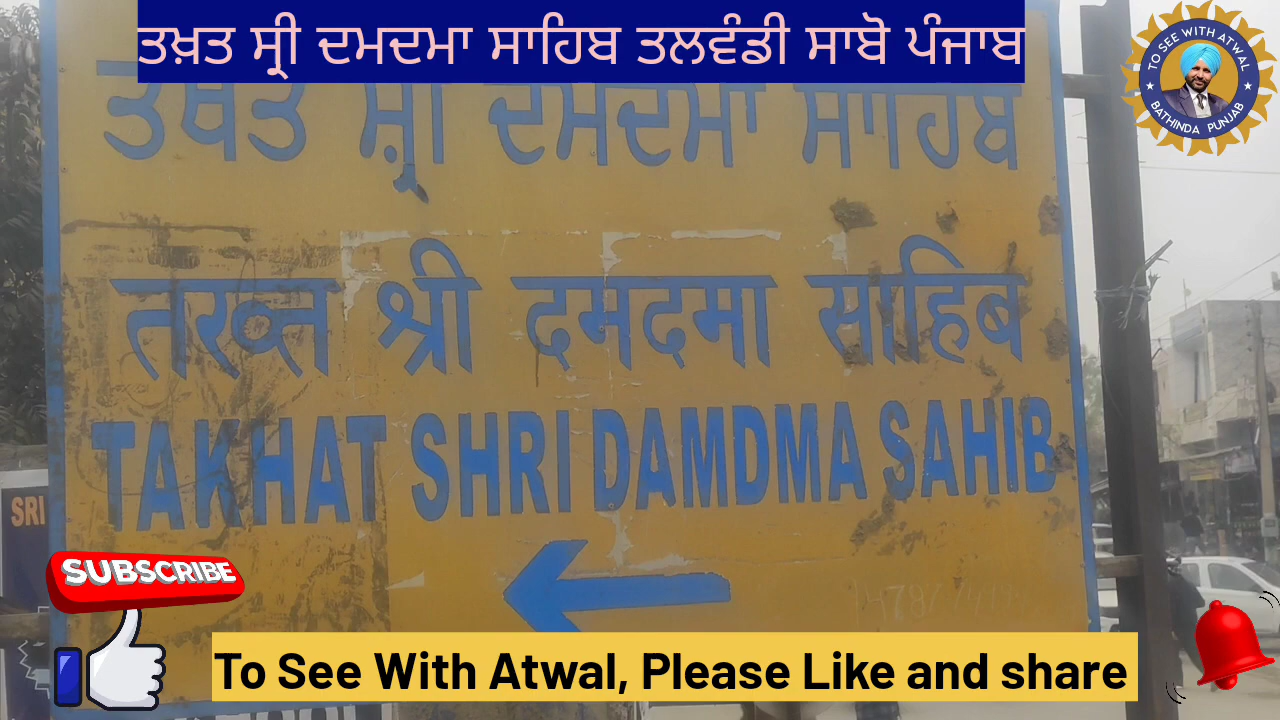 ਤਖ਼ਤ ਸ੍ਰੀ ਦਮਦਮਾ ਸਾਹਿਬ ਤਲਵੰਡੀ ਸਾਬੋ ਪੰਜਾਬ
TO SEE WITH ATWAL
BATHINDA PUNJAB
ਤਖਤ ਸ਼੍ਰੀ ਦਮਦਮਾ ਸਾਹਿਬ
तख्त श्री दमदमा साहिब
TAKHAT SHRI DAMDMA SAHIB
SRI
SUBSCRIBE
To See With Atwal, Please Like and share